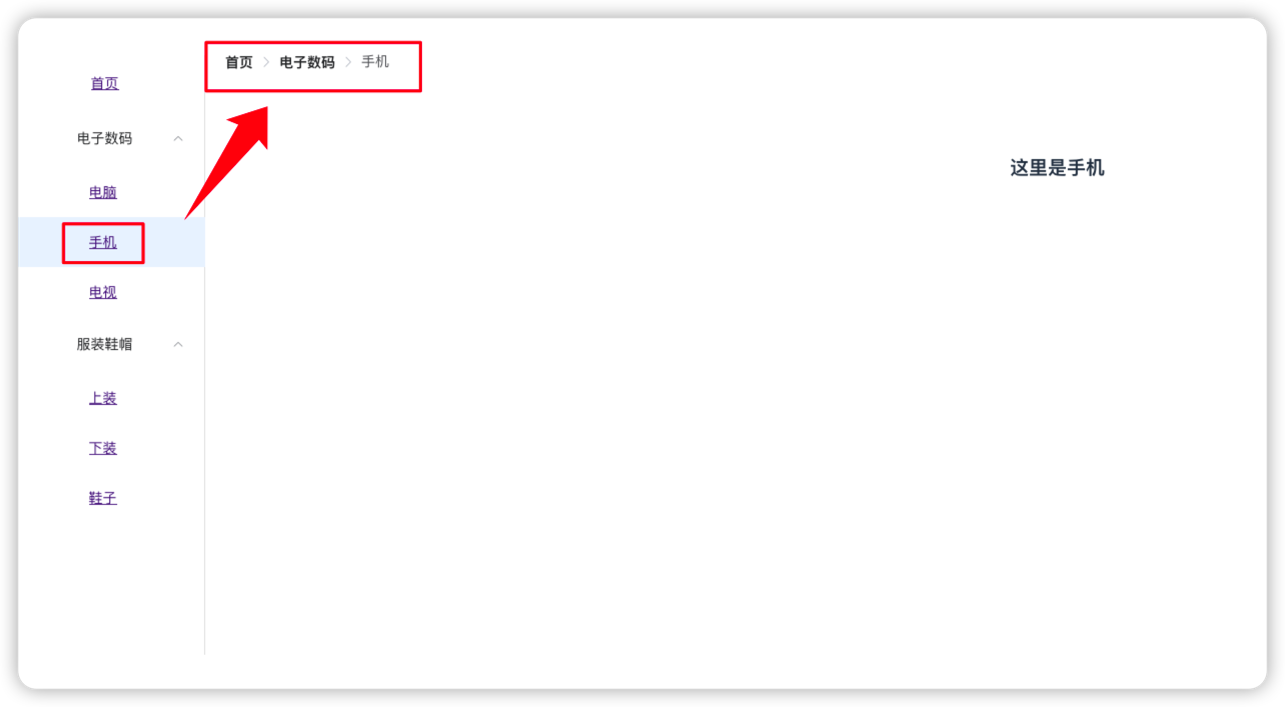 首页
电子数码
电脑
手机
电视
服装鞋帽
上装
下装
鞋子
首页 > 电子数码 > 手机
这里是手机